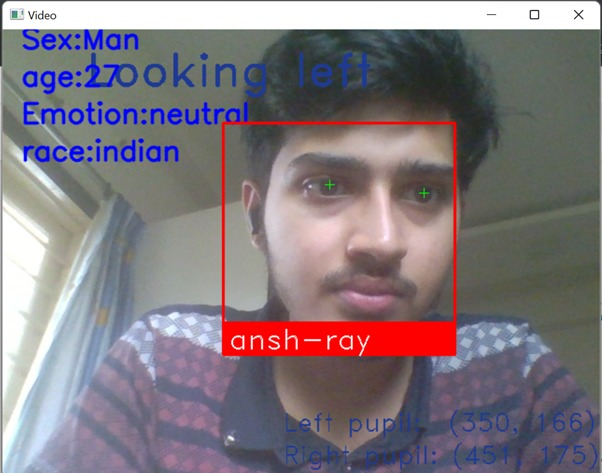 Video
Sex:Man
Looking left
age:27
Emotion:neutral
race:indian
ansh-ray
Left pupil: (350, 166)
Right pupil: (451, 175)